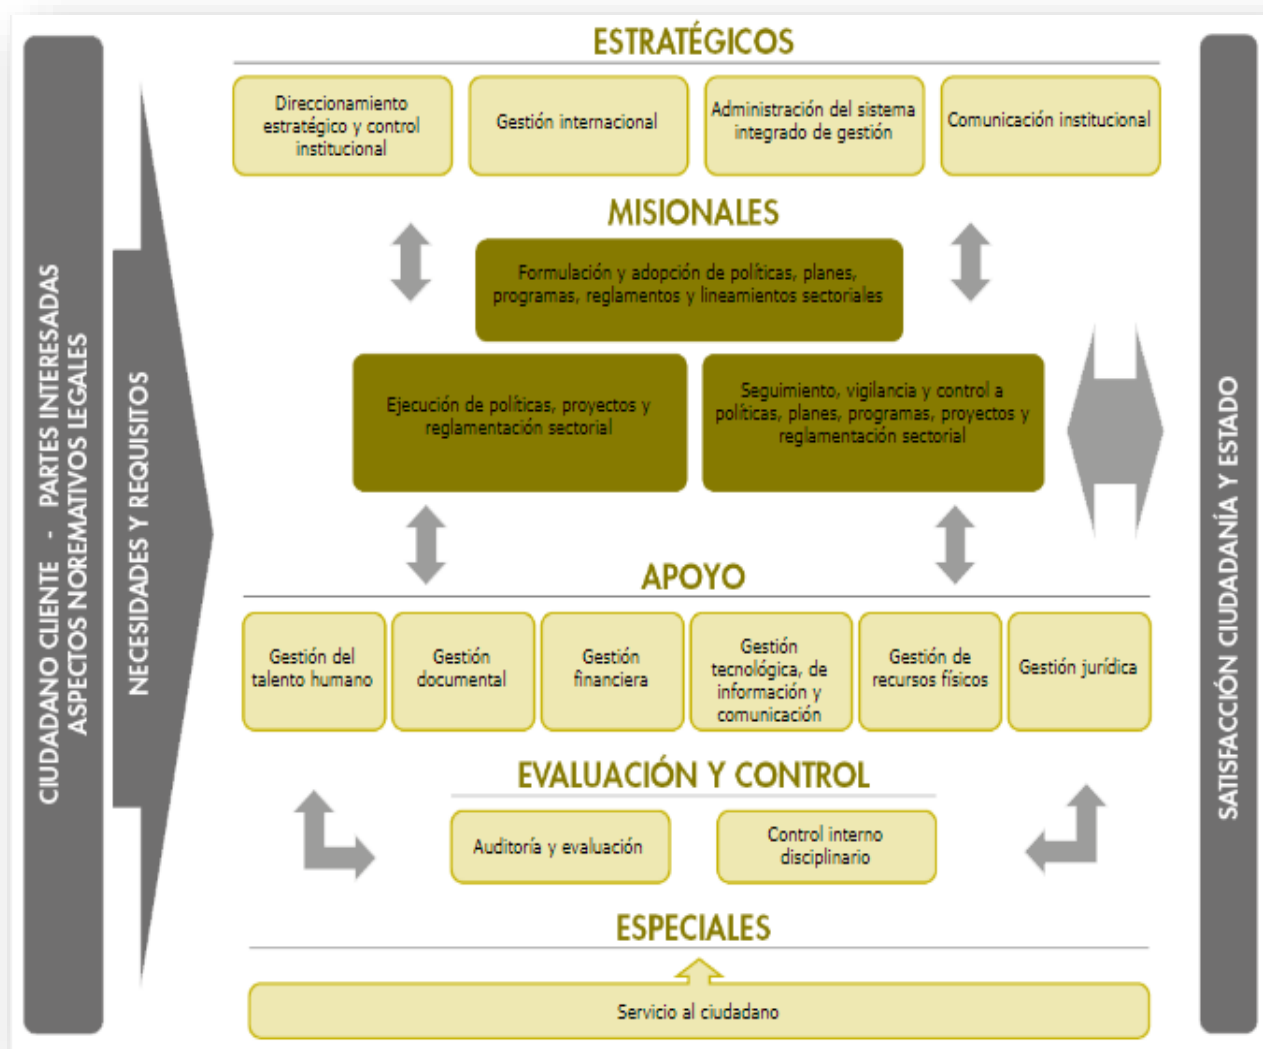 CIUDADANO CLIENTE - PARTES INTERESADAS
ASPECTOS NOREMATIVOS LEGALES
NECESIDADES Y REQUISITOS
ESTRATÉGICOS
Direccionamiento
estratégico y control
institucional
Gestión internacional
Administración del sistema
integrado de gestión
Comunicación institucional
MISIONALES
Formulación y adopción de políticas, planes,
programas, reglamentos y lineamientos sectoriales
Ejecución de políticas, proyectos y
reglamentación sectorial
Seguimiento, vigilancia y control a
políticas, planes, programas, proyectos y
reglamentación sectorial
APOYO
Gestión del
talento humano
Gestión
documental
Gestión
financiera
Gestión
tecnológica, de
información y
comunicación
Gestión de
recursos físicos
Gestión jurídica
EVALUACIÓN Y CONTROL
Auditoría y evaluación
Control interno
disciplinario
ESPECIALES
Servicio al ciudadano
SATISFACCIÓN CIUDADANÍA Y ESTADO